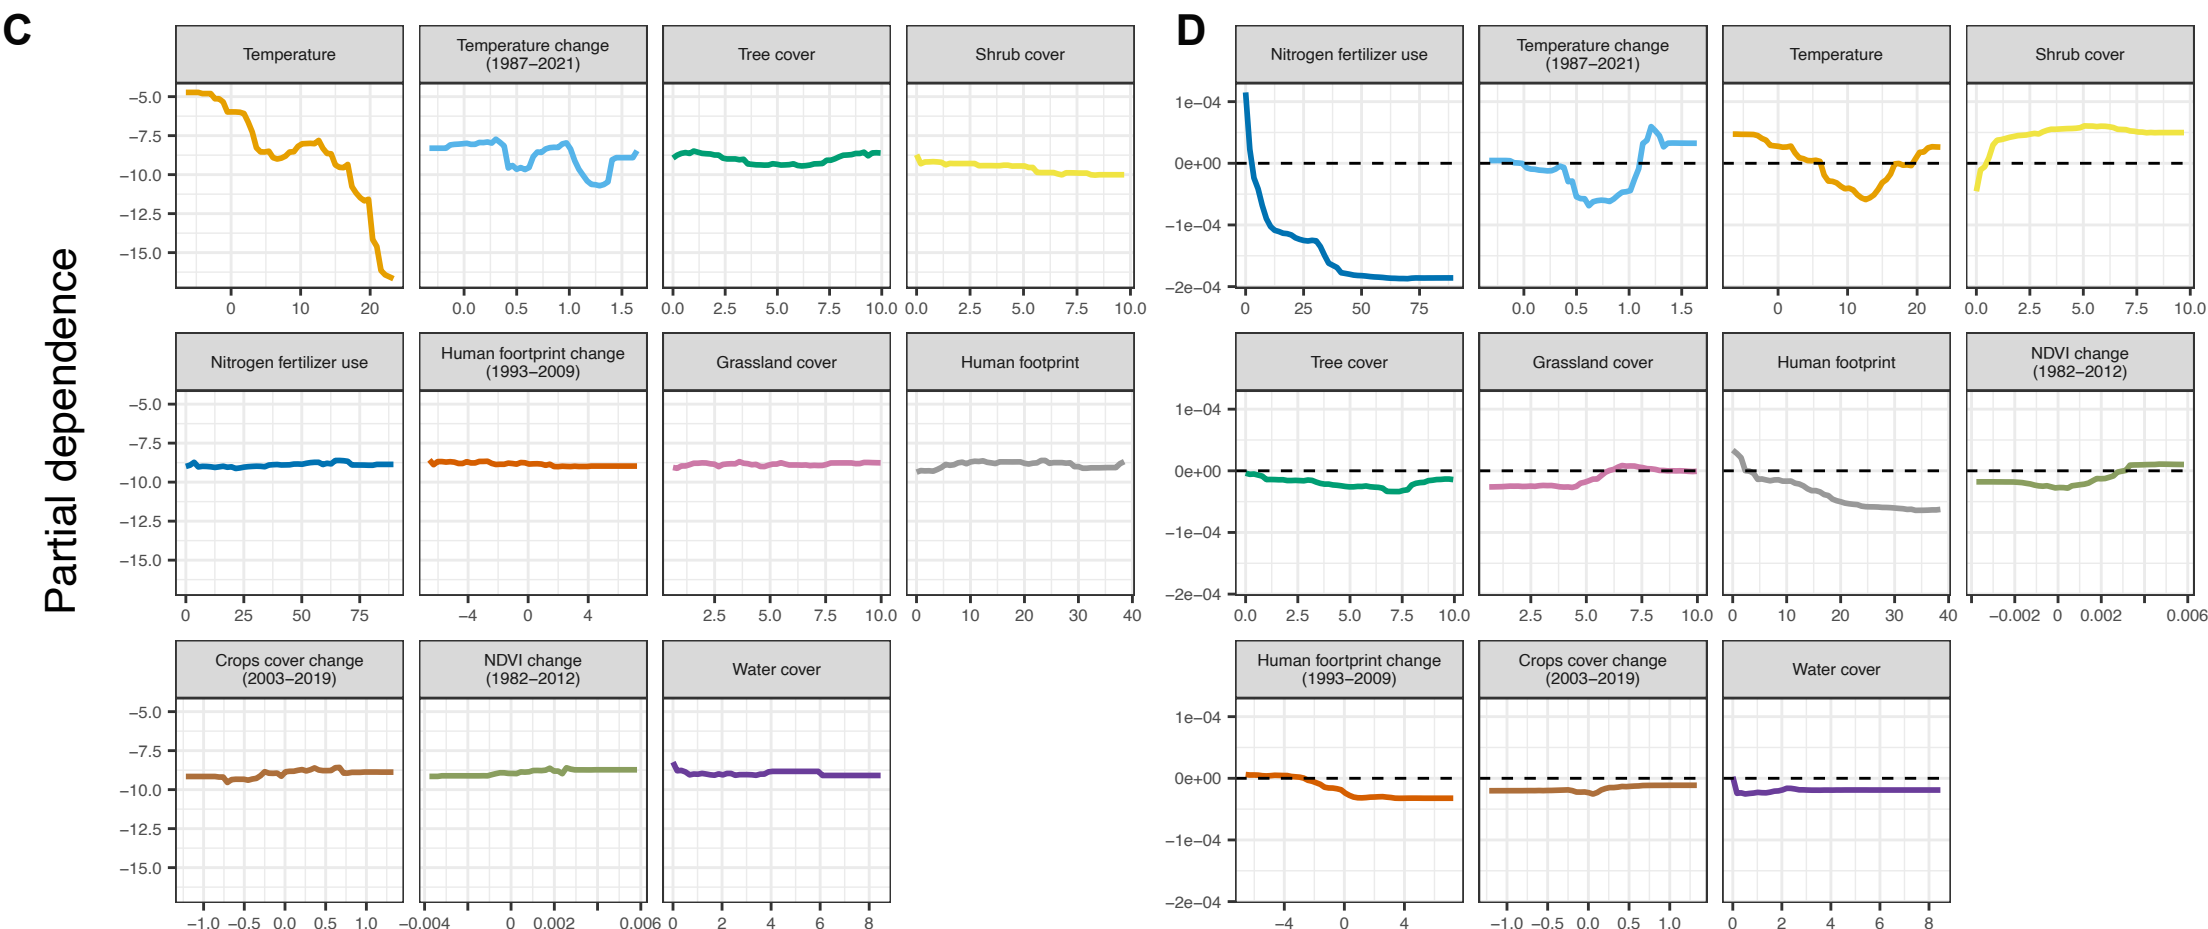 C
D
Partial dependence
Temperature
Temperature change
(1987−2021)
Tree cover
Shrub cover
−5.0
−7.5
−10.0
−12.5
−15.0
0 10 20
0.0 0.5 1.0 1.5
0.0 2.5 5.0 7.5 10.0
0.0 2.5 5.0 7.5 10.0
Nitrogen fertilizer use
Human foortprint change
(1993−2009)
Grassland cover
Human footprint
−5.0
−7.5
−10.0
−12.5
−15.0
0 25 50 75
−4 0 4
2.5 5.0 7.5 10.0
0 10 20 30 40
Crops cover change
(2003−2019)
NDVI change
(1982−2012)
Water cover
−5.0
−7.5
−10.0
−12.5
−15.0
−1.0 −0.5 0.0 0.5 1.0
−0.004 0 0.002 0.006
0 2 4 6 8
Nitrogen fertilizer use
Temperature change
(1987−2021)
Temperature
Shrub cover
1e−04
0e+00
−1e−04
−2e−04
0 25 50 75
0.0 0.5 1.0 1.5
0 10 20
0.0 2.5 5.0 7.5 10.0
Tree cover
Grassland cover
Human footprint
NDVI change
(1982−2012)
1e−04
0e+00
−1e−04
−2e−04
0.0 2.5 5.0 7.5 10.0
2.5 5.0 7.5 10.0
0 10 20 30 40
−0.002 0 0.002 0.006
Human foortprint change
(1993−2009)
Crops cover change
(2003−2019)
Water cover
1e−04
0e+00
−1e−04
−2e−04
−4 0 4
−1.0 −0.5 0.0 0.5 1.0
0 2 4 6 8